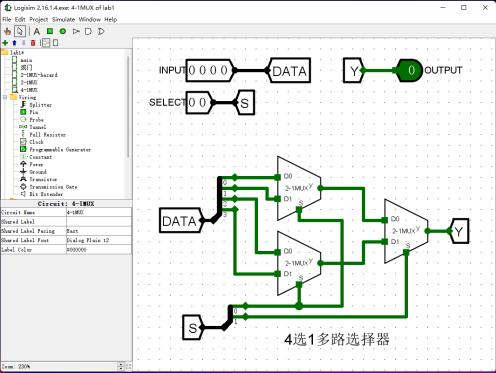 Logisim 2.16.1.4.exe: 4-1MUX of lab1
File Edit Project Simulate Window Help
lab1*
main
或门
2-1MUX-hazard
2-1MUX
4-1MUX
Wiring
Splitter
Pin
Probe
Tunnel
Pull Resistor
Clock
Programmable Generator
Constant
Power
Ground
Transistor
Transmission Gate
Bit Extender
Circuit: 4-1MUX
Circuit Name 4-1MUX
Shared Label
Shared Label Facing East
Shared Label Font Dialog Plain 12
Label Color #000000
Zoom: 230%
INPUT 0 0 0 0 DATA
Y 0 OUTPUT
SELECT 0 0 S
D0
2-1MUX Y
D1
S
DATA
D0
2-1MUX Y
D1
S
D0
2-1MUX Y
D1
S
Y
S
0
1
4选1多路选择器